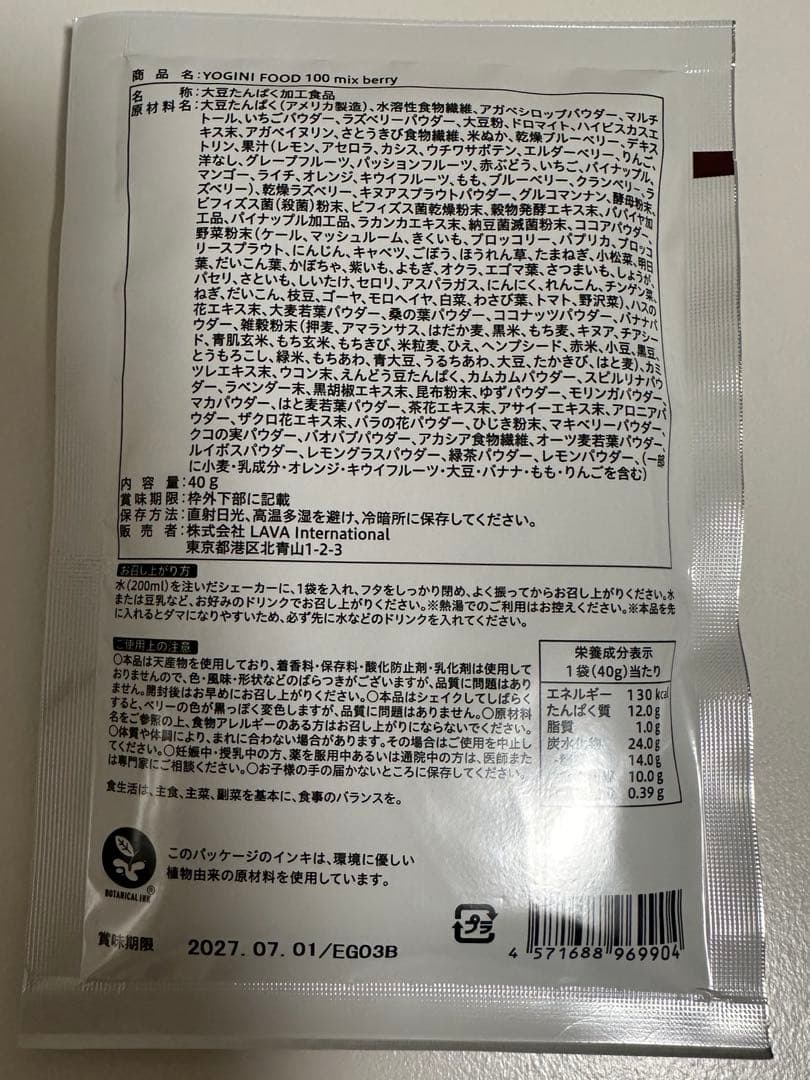 商品名:YOGINI FOOD 100 mix berry
名称:大豆たんぱく加工食品
原材料名:大豆たんぱく(アメリカ製造)、水溶性食物繊維、アガベシロップパウダー、マルチ
トール、いちごパウダー、ラズベリーパウダー、大豆粉、ドロマイト、ハイビスカスエ
キス末、アガベイヌリン、さとうきび食物繊維、米ぬか、乾燥ブルーベリー、デキス
トリン、果汁(レモン、アセロラ、カシス、ウチワサボテン、エルダーベリー、りんご、
洋なし、グレープフルーツ、パッションフルーツ、赤ぶどう、いちご、パイナップル、
マンゴー、ライチ、オレンジ、キウイフルーツ、もも、ブルーベリー、クランベリー、ラ
ズベリー)、乾燥ラズベリー、キヌアスプラウトパウダー、グルコマンナン、酵母粉末、
ビフィズス菌(殺菌)粉末、ビフィズス菌乾燥粉末、穀物発酵エキス末、パパイヤ加
工品、パイナップル加工品、ラカンカエキス末、納豆菌滅菌粉末、ココアパウダー、
野菜粉末(ケール、マッシュルーム、きくいも、ブロッコリー、パプリカ、ブロッコ
リースプラウト、にんじん、キャベツ、ごぼう、ほうれん草、たまねぎ、小松菜、明日
葉、だいこん葉、かぼちゃ、紫いも、よもぎ、オクラ、エゴマ葉、さつまいも、しょうが、
パセリ、さといも、しいたけ、セロリ、アスパラガス、にんにく、れんこん、チンゲン菜、
ねぎ、だいこん、枝豆、ゴーヤ、モロヘイヤ、白菜、わさび葉、トマト、野沢菜)、ハスの
花エキス末、大麦若葉パウダー、桑の葉パウダー、ココナッツパウダー、バナナパ
ウダー、雑穀粉末(押麦、アマランサス、はだか麦、黒米、もち麦、キヌア、チアシー
ド、青肌玄米、もち玄米、もちきび、米粒麦、ひえ、ヘンプシード、赤米、小豆、黒豆、
とうもろこし、緑米、もちあわ、青大豆、うるちあわ、大豆、たかきび、はと麦)、カミ
ツレエキス末、ウコン末、えんどう豆たんぱく、カムカムパウダー、スピルリナパウ
ダー、ラベンダー末、黒胡椒エキス末、昆布粉末、ゆずパウダー、モリンガパウダー、
マカパウダー、はと麦若葉パウダー、茶花エキス末、アサイーエキス末、アロニアパ
ウダー、ザクロ花エキス末、バラの花パウダー、ひじき粉末、マキベリーパウダー、
クコの実パウダー、バオバブパウダー、アカシア食物繊維、オーツ麦若葉パウダー、
ルイボスパウダー、レモングラスパウダー、緑茶パウダー、レモンパウダー、(一部
に小麦・乳成分・オレンジ・キウイフルーツ・大豆・バナナ・もも・りんごを含む)
内容量:40g
賞味期限:枠外下部に記載
保存方法:直射日光、高温多湿を避け、冷暗所に保存してください。
販売者:株式会社 LAVA International
東京都港区北青山1-2-3
お召し上がり方
水(200ml)を注いだシェーカーに、1袋を入れ、フタをしっかり閉め、よく振ってからお召し上がりください。水
または豆乳など、お好みのドリンクでお召し上がりください。※熱湯でのご利用はお控えください。※本品を先
に入れるとダマになりやすいため、必ず先に水などのドリンクを入れてください。
ご使用上の注意
〇本品は天産物を使用しており、着香料・保存料・酸化防止剤・乳化剤は使用して
おりませんので、色・風味・形状などのばらつきがございますが、品質に問題はあり
ません。開封後はお早めにお召し上がりください。〇本品はシェイクしてしばらく
すると、ベリーの色が黒っぽく変色しますが、品質に問題はありません。〇原材料
名をご参照の上、食物アレルギーのある方はお召し上がりにならないでください。
〇体質や体調により、まれに合わない場合があります。その場合はご使用を中止し
てください。〇妊娠中・授乳中の方、薬を服用中あるいは通院中の方は、医師また
は専門家にご相談ください。〇お子様の手の届かないところに保存してください。
食生活は、主食、主菜、副菜を基本に、食事のバランスを。
栄養成分表示
1袋(40g)当たり
エネルギー 130kcal
たんぱく質 12.0g
脂質 1.0g
炭水化物 24.0g
14.0g
10.0g
0.39g
BOTANICAL INK®
このパッケージのインキは、環境に優しい
植物由来の原材料を使用しています。
賞味期限 2027.07.01/EG03B
プラ
4 571688 969904